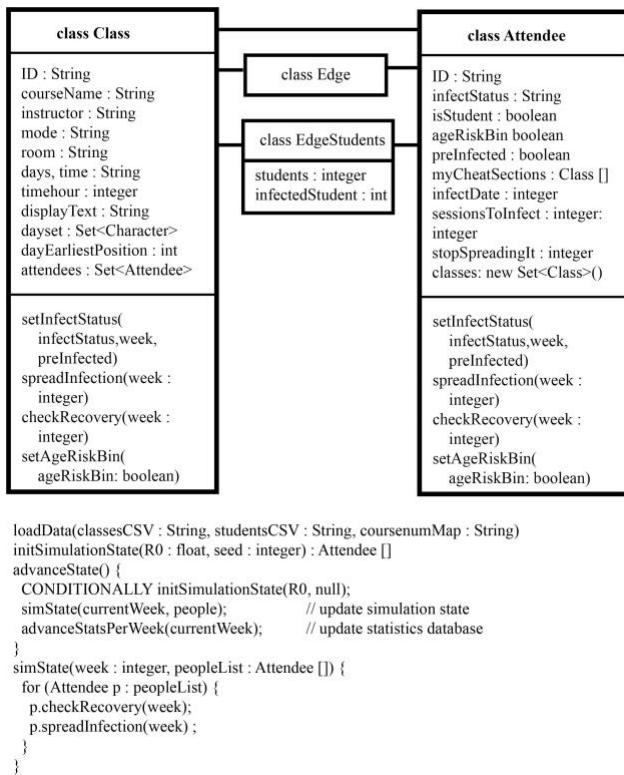 class Class
ID : String
courseName : String
instructor : String
mode : String
room : String
days, time : String
timehour : integer
displayText : String
dayset : Set<Character>
dayEarliestPosition : int
attendees : Set<Attendee>
setInfectStatus(
infectStatus,week,
preInfected)
spreadInfection(week :
integer)
checkRecovery(week :
integer)
setAgeRiskBin(
ageRiskBin: boolean)
class Edge
class EdgeStudents
students : integer
infectedStudent : int
class Attendee
ID : String
infectStatus : String
isStudent : boolean
ageRiskBin boolean
preInfected : boolean
myCheatSections : Class []
infectDate : integer
sessionsToInfect : integer:
integer
stopSpreadingIt : integer
classes: new Set<Class>()
setInfectStatus(
infectStatus,week,
preInfected)
spreadInfection(week :
integer)
checkRecovery(week :
integer)
setAgeRiskBin(
ageRiskBin: boolean)
loadData(classesCSV : String, studentsCSV : String, coursenumMap : String)
initSimulationState(R0 : float, seed : integer) : Attendee []
advanceState() {
CONDITIONALLY initSimulationState(R0, null);
simState(currentWeek, people); // update simulation state
advanceStatsPerWeek(currentWeek); // update statistics database
}
simState(week : integer, peopleList : Attendee []) {
for (Attendee p : peopleList) {
p.checkRecovery(week);
p.spreadInfection(week) ;
}
}